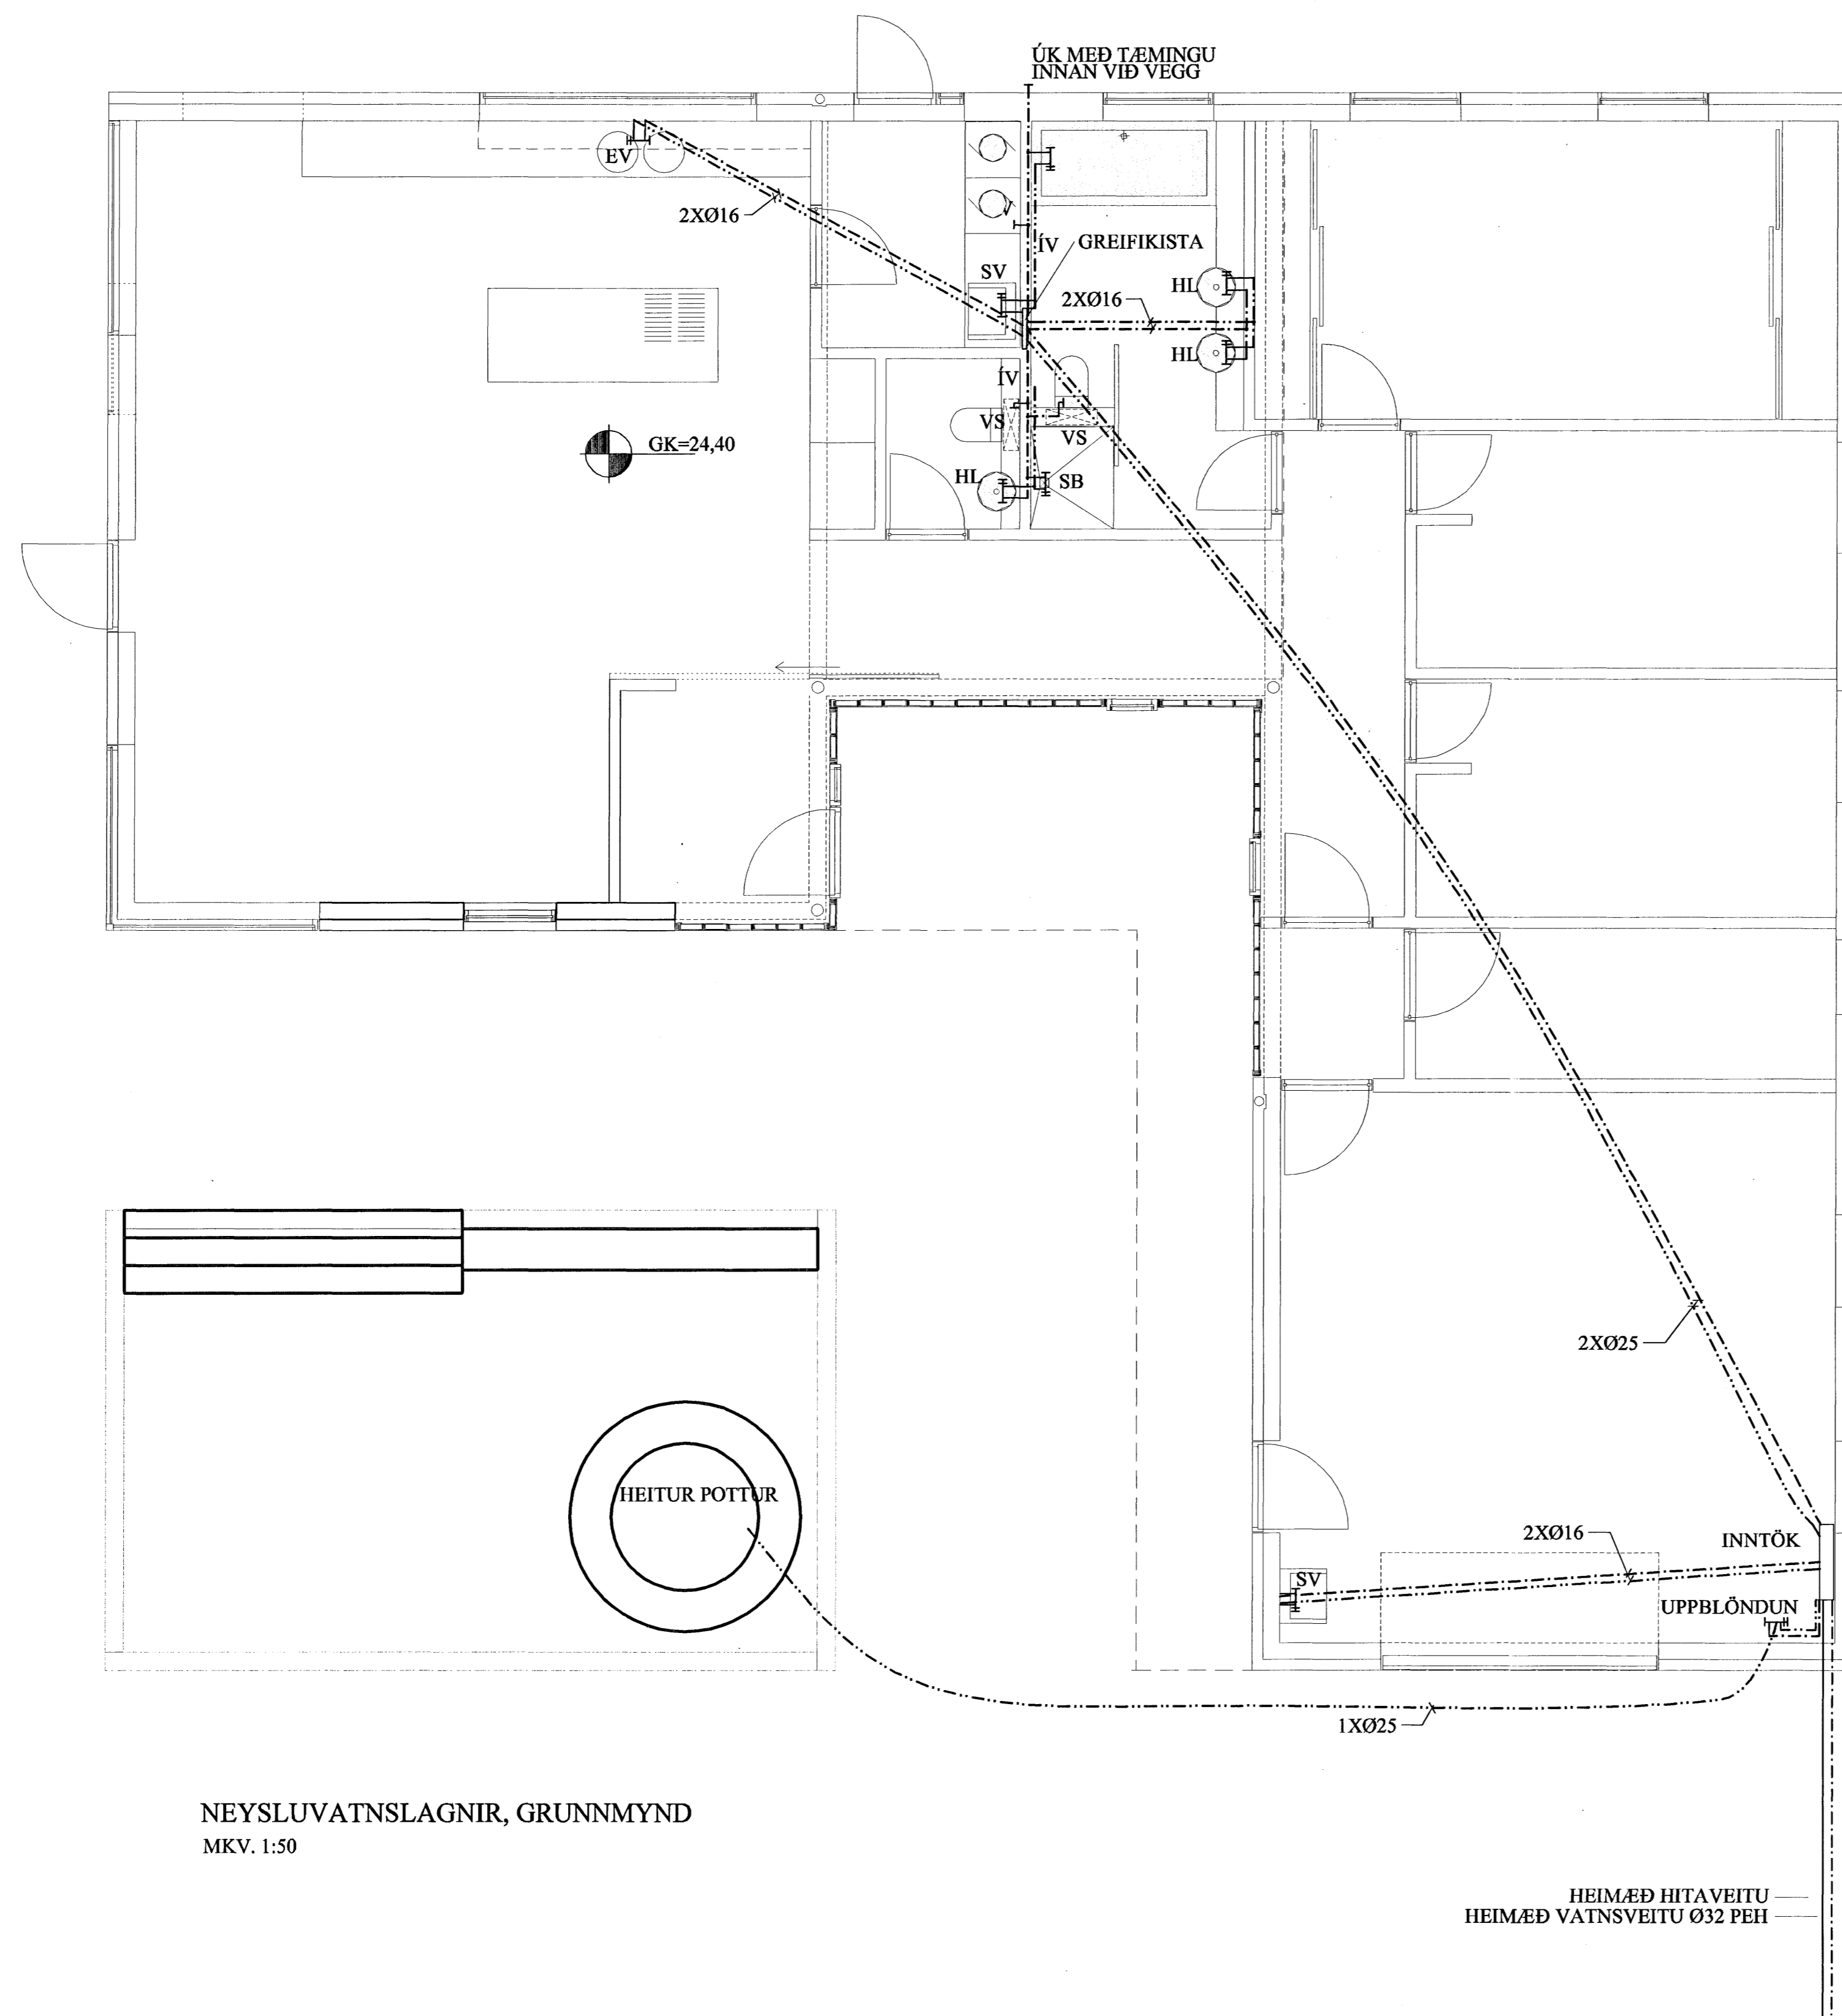 ÚK MEÐ TÆMINGU
INNAN VIÐ VEGG
EV
2XØ16
V
ÍV
GREIFIKISTA
SV
HL
2XØ16
HL
ÍV
VS
VS
GK=24,40
HL
SB
2XØ25
HEITUR POTTUR
2XØ16
INNTÖK
SV
UPPBLÖNDUN
1XØ25
NEYSLUVATNSLAGNIR, GRUNNMYND
MKV. 1:50
HEIMÆÐ HITAVEITU
HEIMÆÐ VATNSVEITU Ø32 PEH